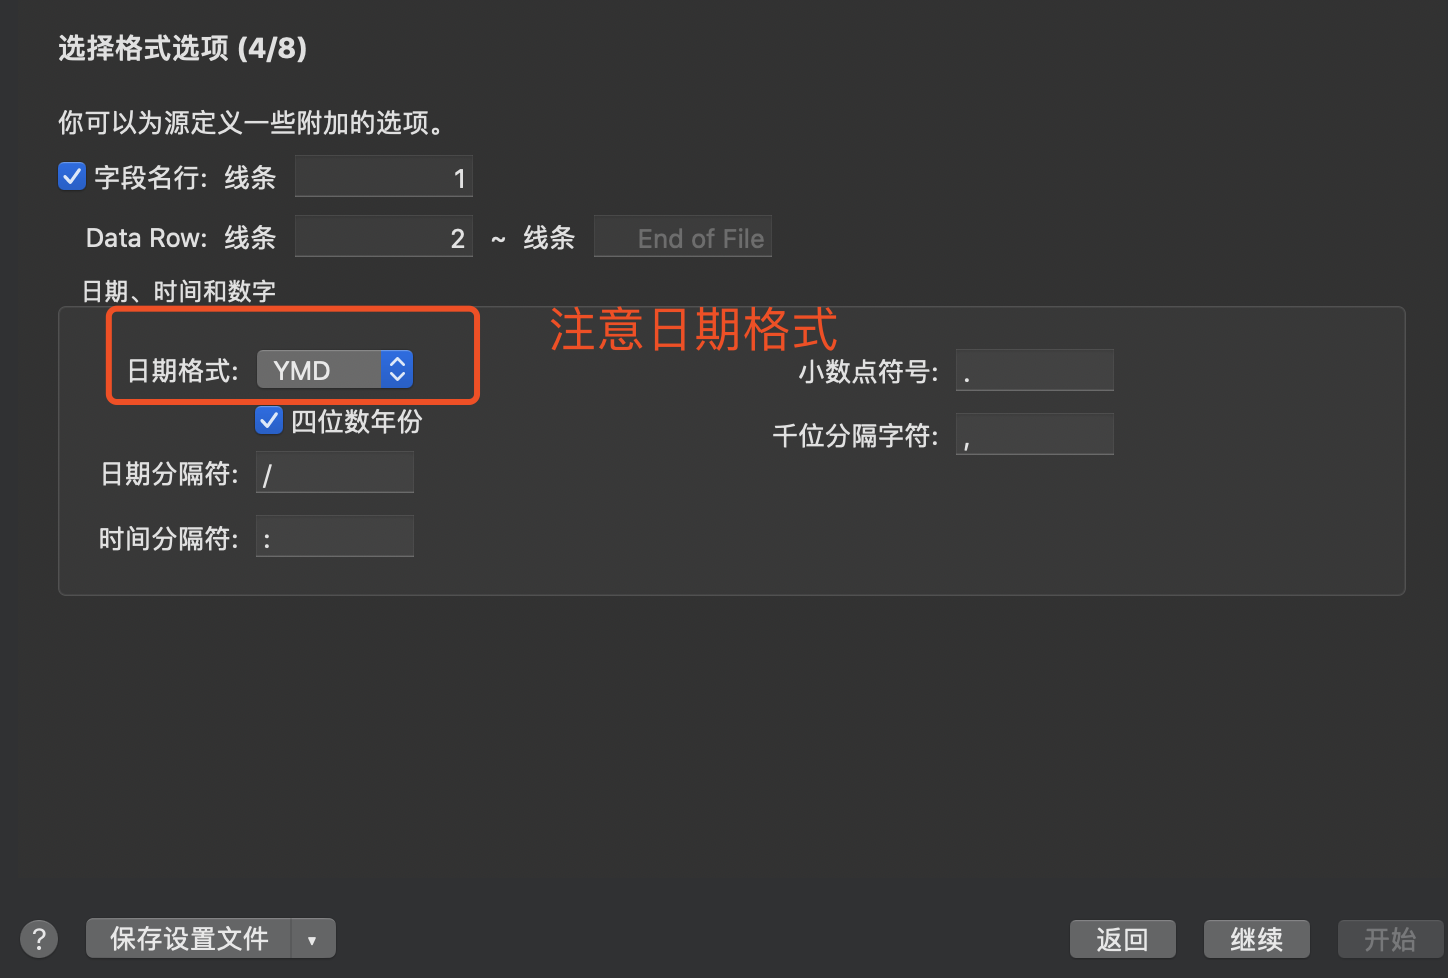 选择格式选项 (4/8)
你可以为源定义一些附加的选项。
字段名行: 线条 1
Data Row: 线条 2 ~ 线条 End of File
日期、时间和数字
注意日期格式
日期格式: YMD
小数点符号: .
四位数年份
千位分隔字符: ,
日期分隔符: /
时间分隔符: :
? 保存设置文件 ▼ 返回 继续 开始